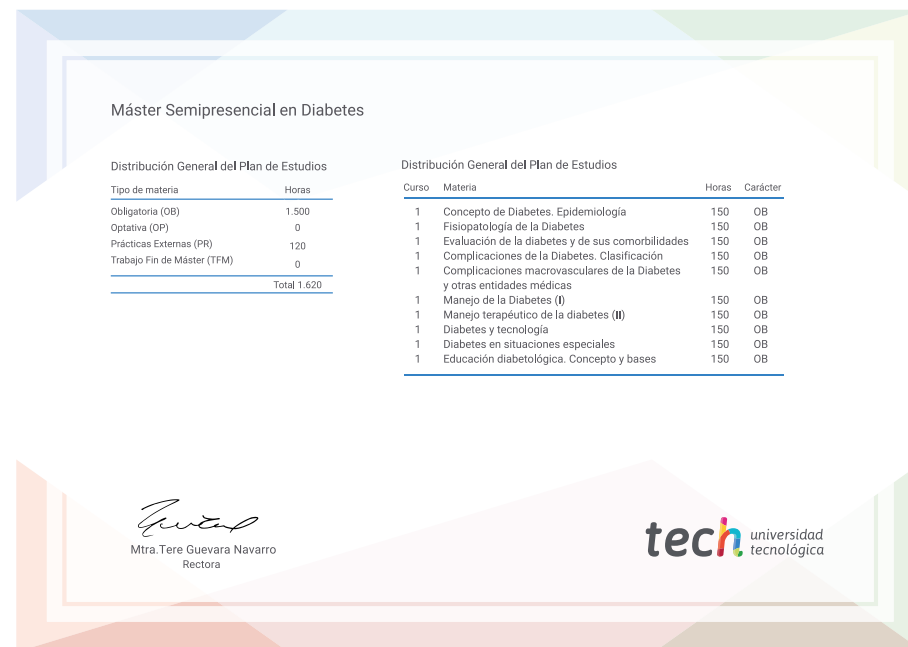 Máster Semipresencial en Diabetes
Distribución General del Plan de Estudios
Tipo de materia Horas
Obligatoria (OB) 1.500
Optativa (OP) 0
Prácticas Externas (PR) 120
Trabajo Fin de Máster (TFM) 0
Total 1.620
Distribución General del Plan de Estudios
Curso Materia Horas Carácter
1 Concepto de Diabetes. Epidemiología 150 OB
1 Fisiopatología de la Diabetes 150 OB
1 Evaluación de la diabetes y de sus comorbilidades 150 OB
1 Complicaciones de la Diabetes. Clasificación 150 OB
1 Complicaciones macrovasculares de la Diabetes 150 OB
y otras entidades médicas
1 Manejo de la Diabetes (I) 150 OB
1 Manejo terapéutico de la diabetes (II) 150 OB
1 Diabetes y tecnología 150 OB
1 Diabetes en situaciones especiales 150 OB
1 Educación diabetológica. Concepto y bases 150 OB
Mtra.Tere Guevara Navarro
Rectora
tech universidad
tecnológica